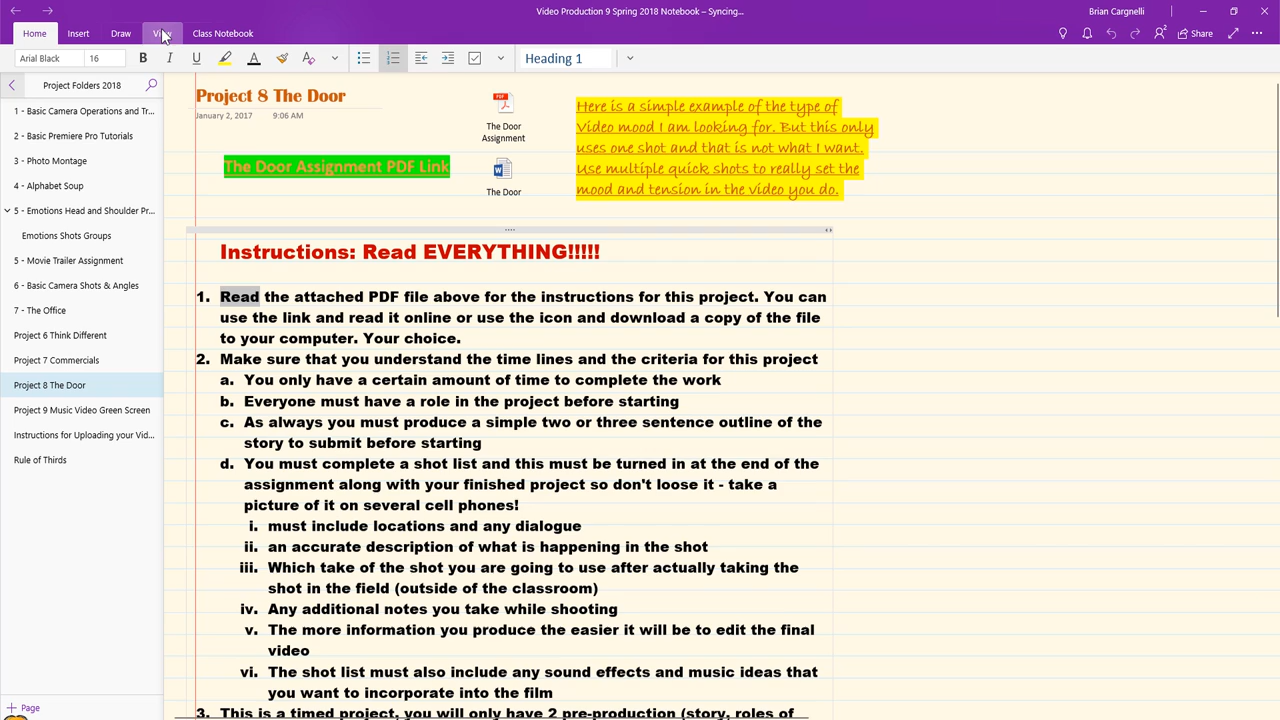 Video Production 9 Spring 2018 Notebook – Syncing...
Brian Cargnelli
Home
Insert
Draw
View
Class Notebook
Share
Arial Black
16
B
I
U
A
Heading 1
Project Folders 2018
1 - Basic Camera Operations and Tr...
2 - Basic Premiere Pro Tutorials
3 - Photo Montage
4 - Alphabet Soup
5 - Emotions Head and Shoulder Pr...
Emotions Shots Groups
5 - Movie Trailer Assignment
6 - Basic Camera Shots & Angles
7 - The Office
Project 6 Think Different
Project 7 Commercials
Project 8 The Door
Project 9 Music Video Green Screen
Instructions for Uploading your Vid...
Rule of Thirds
Page
Project 8 The Door
January 2, 2017 9:06 AM
The Door Assignment PDF Link
PDF
The Door
Assignment
The Door
Here is a simple example of the type of
Video mood I am looking for. But this only
uses one shot and that is not what I want.
Use multiple quick shots to really set the
mood and tension in the video you do.
Instructions: Read EVERYTHING!!!!!
1. Read the attached PDF file above for the instructions for this project. You can
use the link and read it online or use the icon and download a copy of the file
to your computer. Your choice.
2. Make sure that you understand the time lines and the criteria for this project
a. You only have a certain amount of time to complete the work
b. Everyone must have a role in the project before starting
c. As always you must produce a simple two or three sentence outline of the
story to submit before starting
d. You must complete a shot list and this must be turned in at the end of the
assignment along with your finished project so don't loose it - take a
picture of it on several cell phones!
i. must include locations and any dialogue
ii. an accurate description of what is happening in the shot
iii. Which take of the shot you are going to use after actually taking the
shot in the field (outside of the classroom)
iv. Any additional notes you take while shooting
v. The more information you produce the easier it will be to edit the final
video
vi. The shot list must also include any sound effects and music ideas that
you want to incorporate into the film
3. This is a timed project, you will only have 2 pre-production (story, roles of